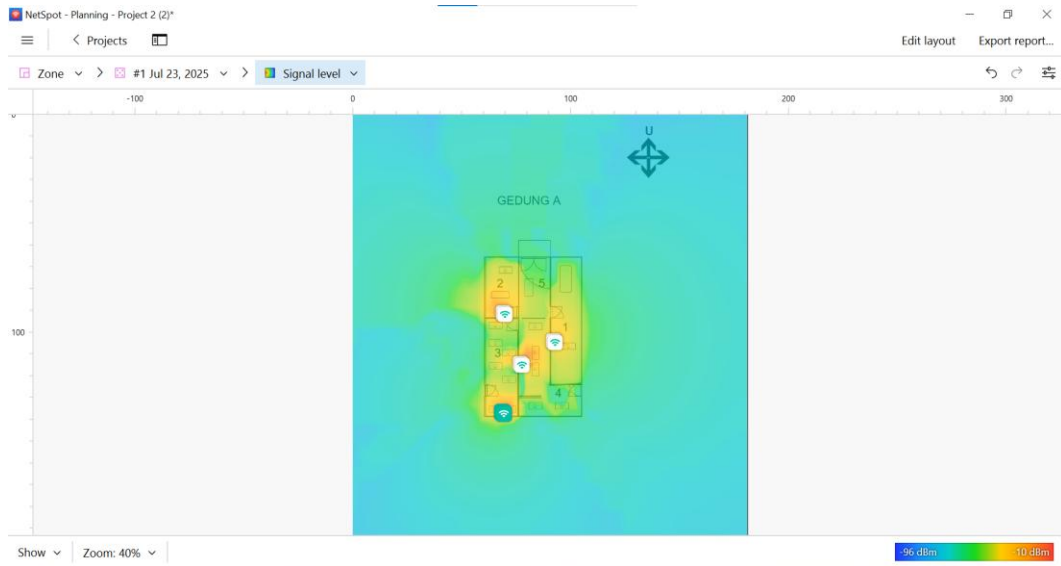 NetSpot - Planning - Project 2 (2)*
Projects
Edit layout
Export report...
Zone
#1 Jul 23, 2025
Signal level
-100 0 100 200 300
0
U
GEDUNG A
2
5
1
100
3
4
Show
Zoom: 40%
-96 dBm
-10 dBm